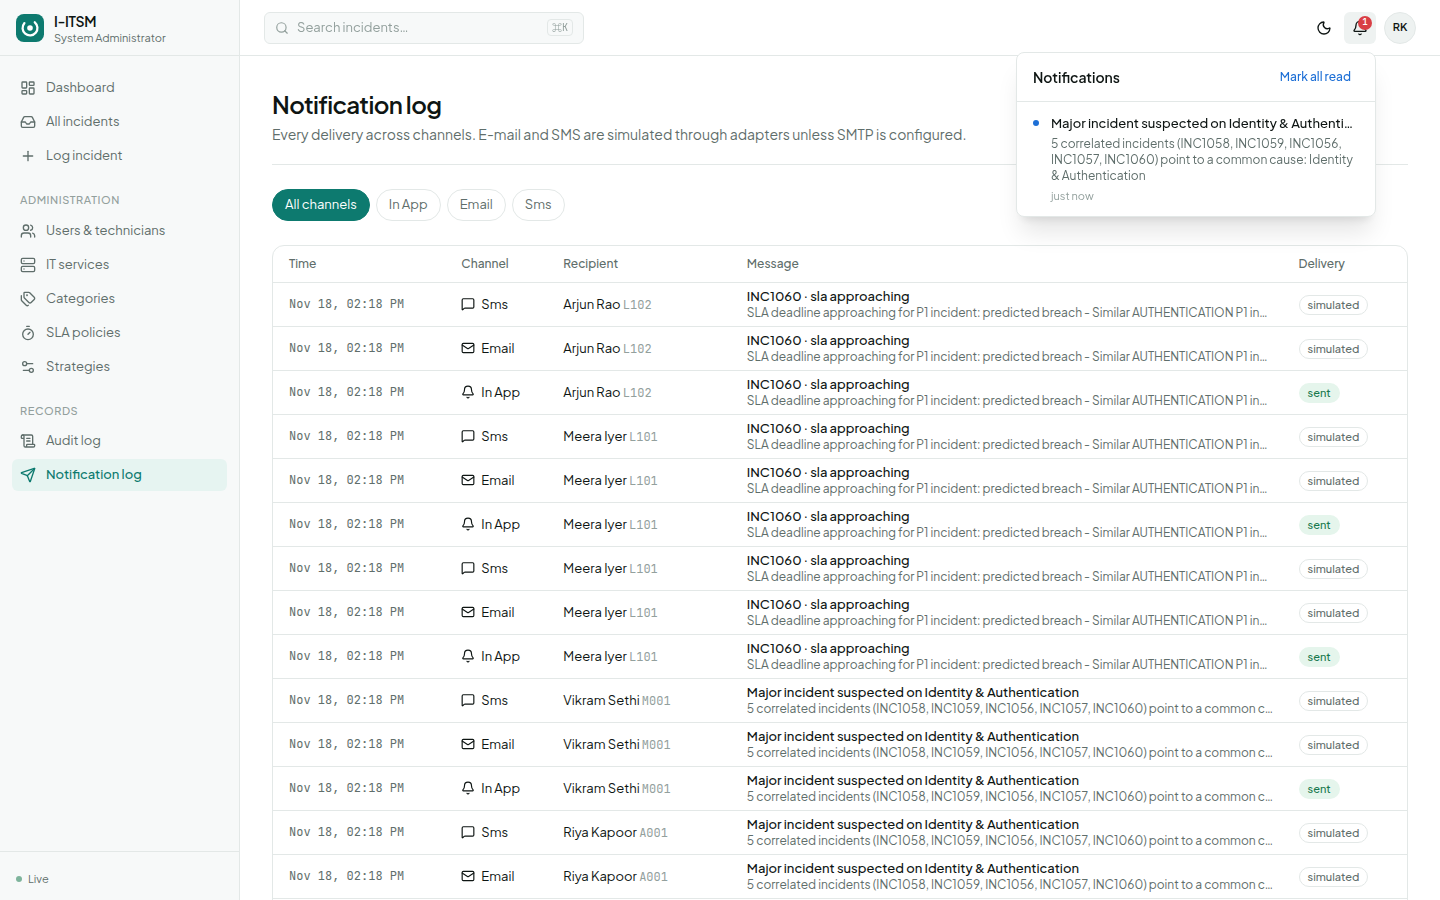 I-ITSM
System Administrator
Search incidents...
⌘K
1
RK
Dashboard
All incidents
Log incident
ADMINISTRATION
Users & technicians
IT services
Categories
SLA policies
Strategies
RECORDS
Audit log
Notification log
Live
Notifications
Mark all read
Major incident suspected on Identity & Authenti...
5 correlated incidents (INC1058, INC1059, INC1056,
INC1057, INC1060) point to a common cause: Identity
& Authentication
just now
Notification log
Every delivery across channels. E-mail and SMS are simulated through adapters unless SMTP is configured.
All channels In App Email Sms
Time Channel Recipient Message Delivery
Nov 18, 02:18 PM Sms Arjun Rao L102 INC1060 · sla approaching simulated
SLA deadline approaching for P1 incident: predicted breach - Similar AUTHENTICATION P1 in...
Nov 18, 02:18 PM Email Arjun Rao L102 INC1060 · sla approaching simulated
SLA deadline approaching for P1 incident: predicted breach - Similar AUTHENTICATION P1 in...
Nov 18, 02:18 PM In App Arjun Rao L102 INC1060 · sla approaching sent
SLA deadline approaching for P1 incident: predicted breach - Similar AUTHENTICATION P1 in...
Nov 18, 02:18 PM Sms Meera Iyer L101 INC1060 · sla approaching simulated
SLA deadline approaching for P1 incident: predicted breach - Similar AUTHENTICATION P1 in...
Nov 18, 02:18 PM Email Meera Iyer L101 INC1060 · sla approaching simulated
SLA deadline approaching for P1 incident: predicted breach - Similar AUTHENTICATION P1 in...
Nov 18, 02:18 PM In App Meera Iyer L101 INC1060 · sla approaching sent
SLA deadline approaching for P1 incident: predicted breach - Similar AUTHENTICATION P1 in...
Nov 18, 02:18 PM Sms Meera Iyer L101 INC1060 · sla approaching simulated
SLA deadline approaching for P1 incident: predicted breach - Similar AUTHENTICATION P1 in...
Nov 18, 02:18 PM Email Meera Iyer L101 INC1060 · sla approaching simulated
SLA deadline approaching for P1 incident: predicted breach - Similar AUTHENTICATION P1 in...
Nov 18, 02:18 PM In App Meera Iyer L101 INC1060 · sla approaching sent
SLA deadline approaching for P1 incident: predicted breach - Similar AUTHENTICATION P1 in...
Nov 18, 02:18 PM Sms Vikram Sethi M001 Major incident suspected on Identity & Authentication simulated
5 correlated incidents (INC1058, INC1059, INC1056, INC1057, INC1060) point to a common c...
Nov 18, 02:18 PM Email Vikram Sethi M001 Major incident suspected on Identity & Authentication simulated
5 correlated incidents (INC1058, INC1059, INC1056, INC1057, INC1060) point to a common c...
Nov 18, 02:18 PM In App Vikram Sethi M001 Major incident suspected on Identity & Authentication sent
5 correlated incidents (INC1058, INC1059, INC1056, INC1057, INC1060) point to a common c...
Nov 18, 02:18 PM Sms Riya Kapoor A001 Major incident suspected on Identity & Authentication simulated
5 correlated incidents (INC1058, INC1059, INC1056, INC1057, INC1060) point to a common c...
Nov 18, 02:18 PM Email Riya Kapoor A001 Major incident suspected on Identity & Authentication simulated
5 correlated incidents (INC1058, INC1059, INC1056, INC1057, INC1060) point to a common c...